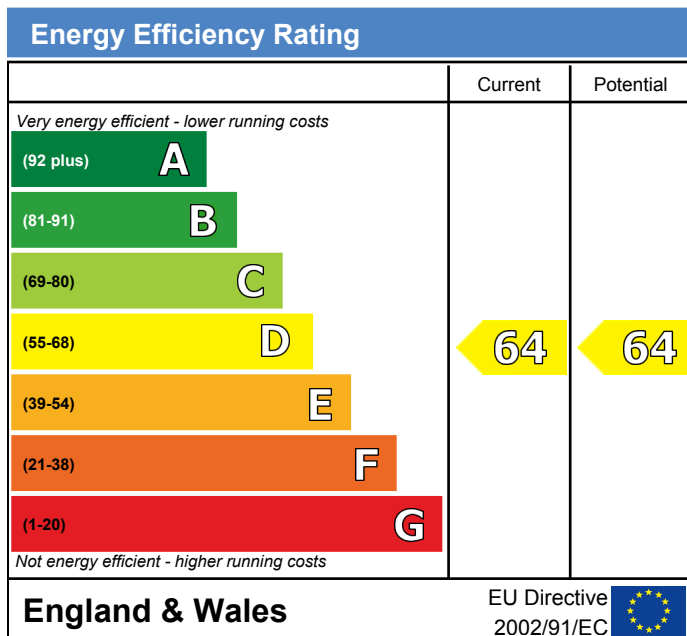 Energy Efficiency Rating
Current Potential
Very energy efficient - lower running costs
(92 plus) A
(81-91) B
(69-80) C
(55-68) D 64 64
(39-54) E
(21-38) F
(1-20) G
Not energy efficient - higher running costs
England & Wales
EU Directive
2002/91/EC